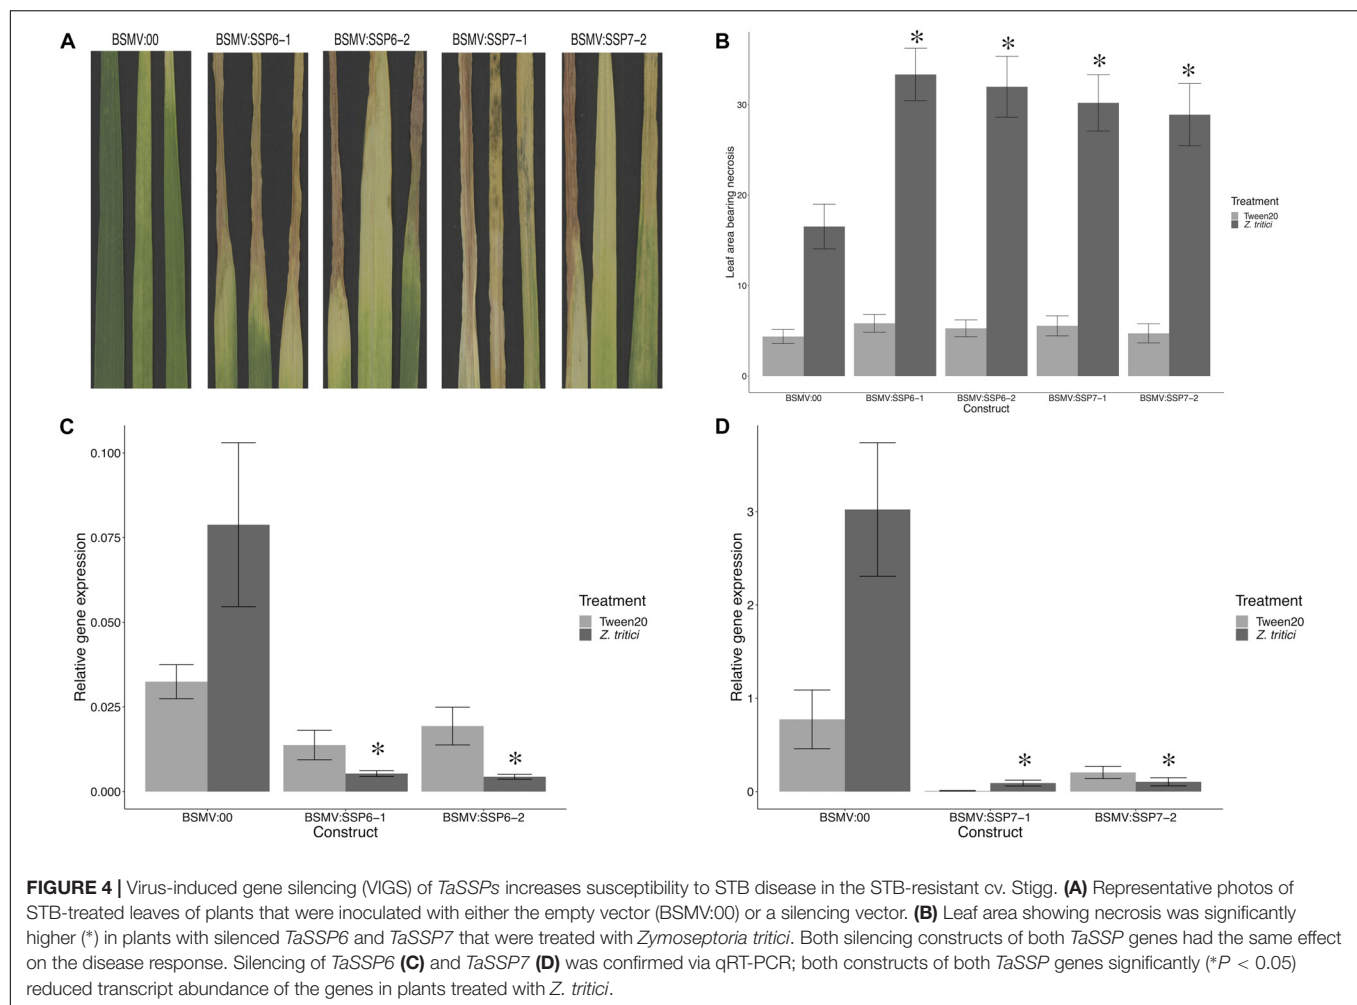 A
BSMV:00
BSMV:SSP6-1
BSMV:SSP6-2
BSMV:SSP7-1
BSMV:SSP7-2
B
Leaf area bearing necrosis
30
20
10
0
* * * *
BSMV:00
BSMV:SSP6-1
BSMV:SSP6-2
BSMV:SSP7-1
BSMV:SSP7-2
Construct
Treatment
Tween20
Z. tritici
C
Relative gene expression
0.100
0.075
0.050
0.025
0.000
* *
BSMV:00
BSMV:SSP6-1
BSMV:SSP6-2
Construct
Treatment
Tween20
Z. tritici
D
Relative gene expression
3
2
1
0
* *
BSMV:00
BSMV:SSP7-1
BSMV:SSP7-2
Construct
Treatment
Tween20
Z. tritici
FIGURE 4 | Virus-induced gene silencing (VIGS) of TaSSPs increases susceptibility to STB disease in the STB-resistant cv. Stigg. (A) Representative photos of
STB-treated leaves of plants that were inoculated with either the empty vector (BSMV:00) or a silencing vector. (B) Leaf area showing necrosis was significantly
higher (*) in plants with silenced TaSSP6 and TaSSP7 that were treated with Zymoseptoria tritici. Both silencing constructs of both TaSSP genes had the same effect
on the disease response. Silencing of TaSSP6 (C) and TaSSP7 (D) was confirmed via qRT-PCR; both constructs of both TaSSP genes significantly (*P < 0.05)
reduced transcript abundance of the genes in plants treated with Z. tritici.